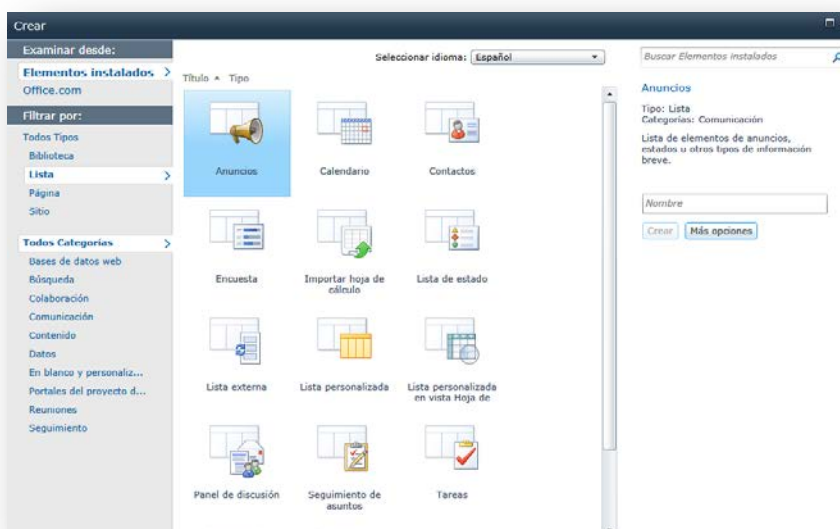 Crear
Examinar desde:
Elementos instalados
Office.com
Filtrar por:
Todos Tipos
Biblioteca
Lista
Página
Sitio
Todos Categorías
Bases de datos web
Búsqueda
Colaboración
Comunicación
Contenido
Datos
En blanco y personaliz...
Portales del proyecto d...
Reuniones
Seguimiento
Seleccionar idioma: Español
Título Tipo
Anuncios
Calendario
Contactos
Encuesta
Importar hoja de
cálculo
Lista de estado
Lista externa
Lista personalizada
Lista personalizada
en vista Hoja de
Panel de discusión
Seguimiento de
asuntos
Tareas
Buscar Elementos instalados
Anuncios
Tipo: Lista
Categorías: Comunicación
Lista de elementos de anuncios,
estados u otros tipos de información
breve.
Nombre
Crear
Más opciones